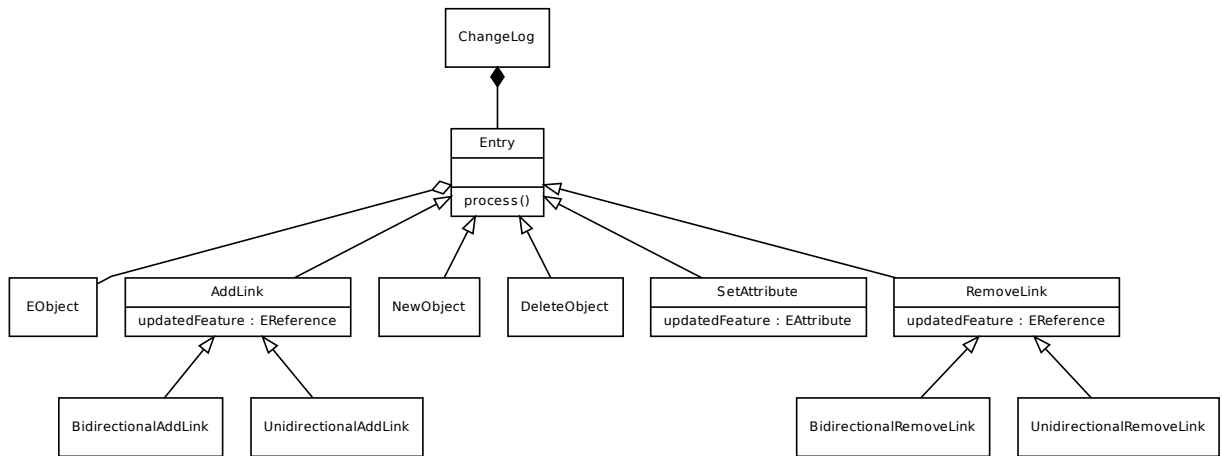 ChangeLog
Entry
process()
EObject
AddLink
updatedFeature : EReference
NewObject
DeleteObject
SetAttribute
updatedFeature : EAttribute
RemoveLink
updatedFeature : EReference
BidirectionalAddLink
UnidirectionalAddLink
BidirectionalRemoveLink
UnidirectionalRemoveLink